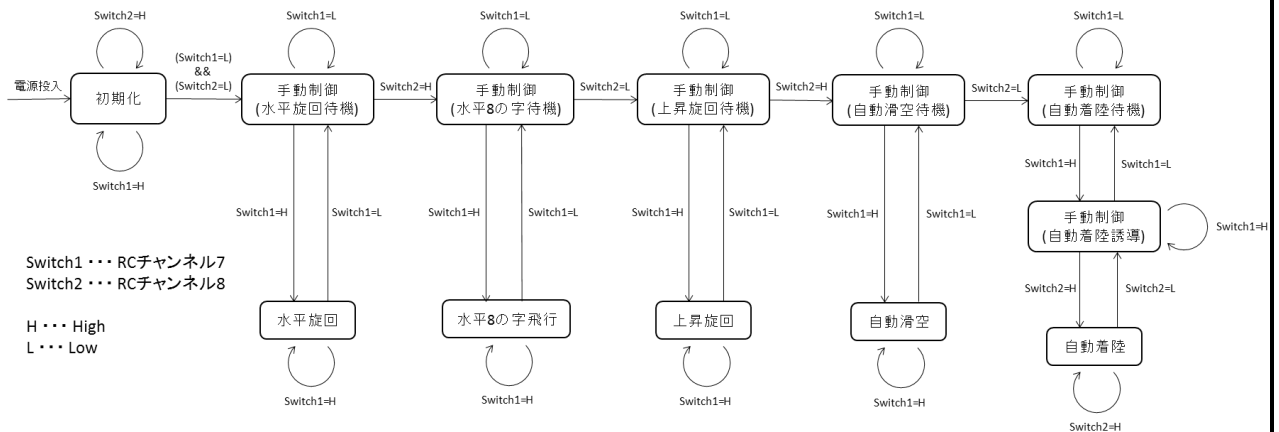 Switch2=H
Switch1=L
Switch1=L
Switch1=L
Switch1=L
Switch1=L
電源投入
初期化
(Switch1=L)
&&
(Switch2=L)
手動制御
(水平旋回待機)
Switch2=H
手動制御
(水平8の字待機)
Switch2=L
手動制御
(上昇旋回待機)
Switch2=H
手動制御
(自動滑空待機)
Switch2=L
手動制御
(自動着陸待機)
Switch1=H
Switch1=H
Switch1=L
Switch1=H
Switch1=L
Switch1=H
Switch1=L
Switch1=H
Switch1=L
Switch1=H
Switch1=L
手動制御
(自動着陸誘導)
Switch1=H
Switch2=H
Switch2=L
Switch1・・・RCチャンネル7
Switch2・・・RCチャンネル8
H・・・High
L・・・Low
水平旋回
水平8の字飛行
上昇旋回
自動滑空
自動着陸
Switch1=H
Switch1=H
Switch1=H
Switch1=H
Switch2=H